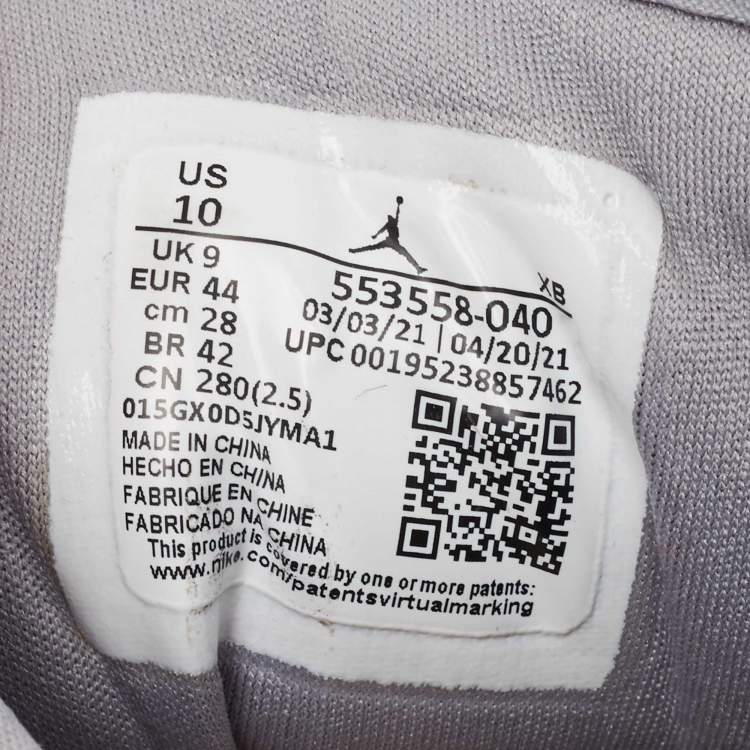 US
10
UK 9
EUR 44
cm 28
BR 42
CN 280(2.5)
015GX0D5JYMA1
XB
553558-040
03/03/21 | 04/20/21
UPC 00195238857462
MADE IN CHINA
HECHO EN CHINA
FABRIQUE EN CHINE
FABRICADO NA CHINA
This product is covered by one or more patents:
www.nike.com/patentsvirtualmarking